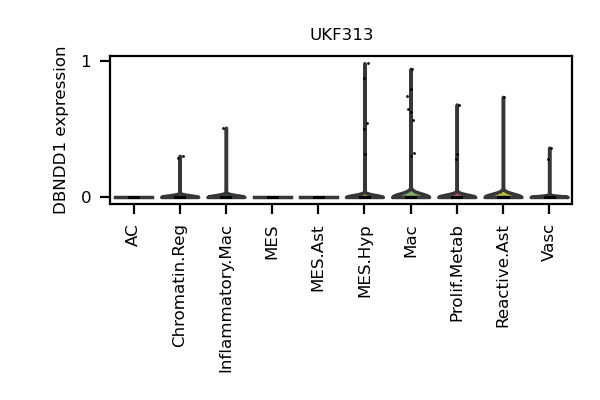 UKF313
DBNDD1 expression
1
0
AC
Chromatin.Reg
Inflammatory.Mac
MES
MES.Ast
MES.Hyp
Mac
Prolif.Metab
Reactive.Ast
Vasc